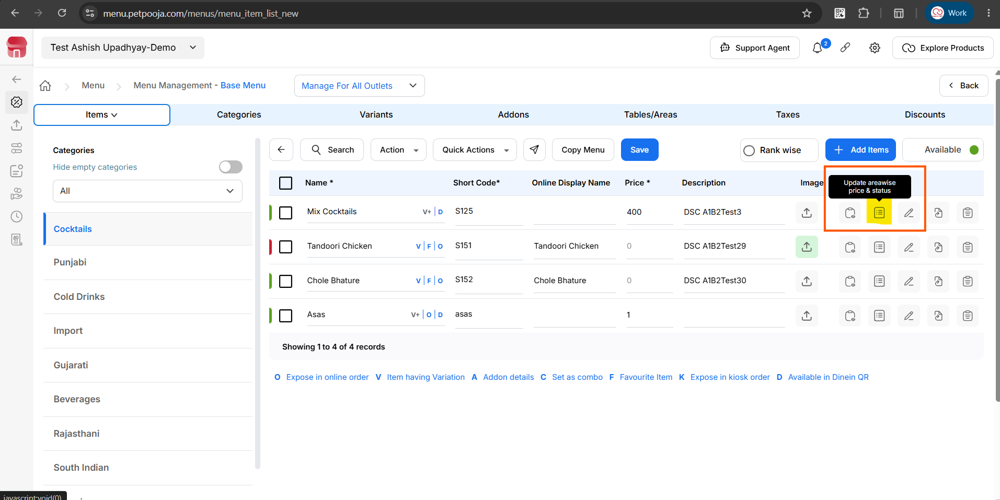 menu.petpooja.com/menus/menu_item_list_new
Work
Test Ashish Upadhyay-Demo
Support Agent
2
Explore Products
Menu
Menu Management - Base Menu
Manage For All Outlets
Back
Items
Categories
Variants
Addons
Tables/Areas
Taxes
Discounts
Categories
Hide empty categories
All
Cocktails
Punjabi
Cold Drinks
Import
Gujarati
Beverages
Rajasthani
South Indian
Search
Action
Quick Actions
Copy Menu
Save
Rank wise
Add Items
Available
Name *
Short Code*
Online Display Name
Price *
Description
Image
Update areawise
price & status
Mix Cocktails V+ | D S125 400 DSC A1B2Test3
Tandoori Chicken V | F | O S151 Tandoori Chicken 0 DSC A1B2Test29
Chole Bhature V | F | O S152 Chole Bhature 0 DSC A1B2Test30
Asas V+ | O | D asas 1
Showing 1 to 4 of 4 records
O Expose in online order V Item having Variation A Addon details C Set as combo F Favourite Item K Expose in kiosk order D Available in Dinein QR
javascript:void(0)